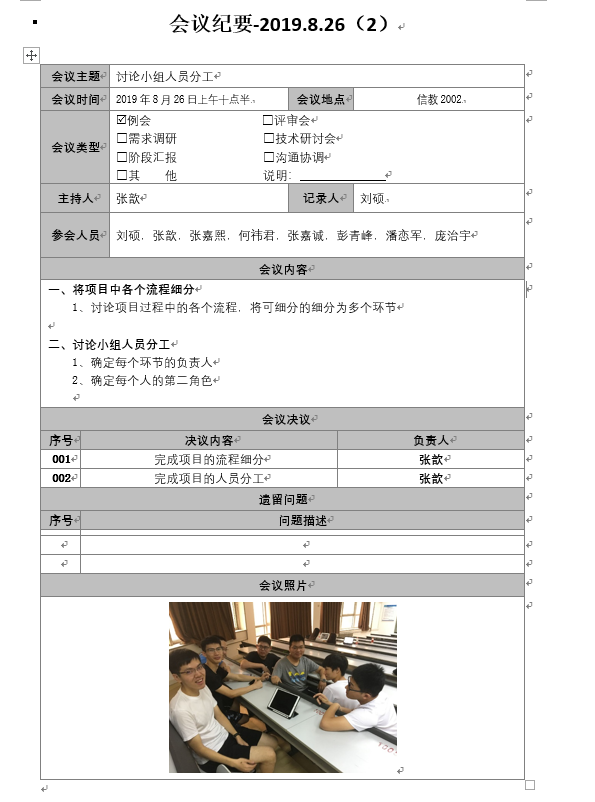 会议纪要-2019.8.26（2）
会议主题 讨论小组人员分工
会议时间 2019年8月26日上午十点半. 会议地点 信教2002.
会议类型 ☑例会 □评审会
□需求调研 □技术研讨会
□阶段汇报 □沟通协调
□其 他 说明：
主持人 张歆 记录人 刘硕.
参会人员 刘硕，张歆，张嘉熙，何祎君，张嘉诚，彭青峰，潘恋军，庞治宇
会议内容
一、将项目中各个流程细分
1、讨论项目过程中的各个流程，将可细分的细分为多个环节
二、讨论小组人员分工
1、确定每个环节的负责人
2、确定每个人的第二角色
会议决议
序号 决议内容 负责人
001 完成项目的流程细分 张歆
002 完成项目的人员分工 张歆
遗留问题
序号 问题描述
会议照片